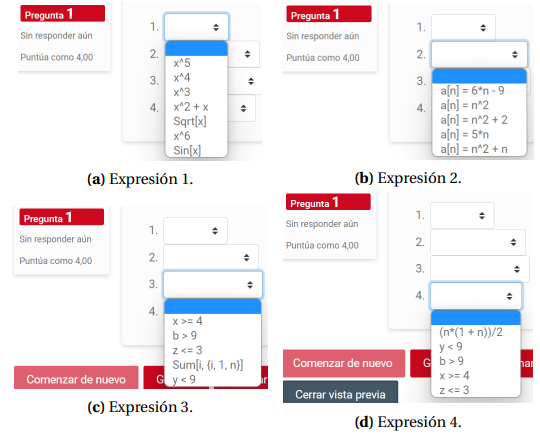 Pregunta 1
Sin responder aún
Puntúa como 4,00
1.
2.
3.
4.
x^5
x^4
x^3
x^2 + x
Sqrt[x]
x^6
Sin[x]
(a) Expresión 1.
Pregunta 1
Sin responder aún
Puntúa como 4,00
1.
2.
3.
4.
a[n] = 6*n - 9
a[n] = n^2
a[n] = n^2 + 2
a[n] = 5*n
a[n] = n^2 + n
(b) Expresión 2.
Pregunta 1
Sin responder aún
Puntúa como 4,00
1.
2.
3.
4.
x >= 4
b > 9
z <= 3
Sum[i, {i, 1, n}]
y < 9
Comenzar de nuevo
G
ar
(c) Expresión 3.
Pregunta 1
Sin responder aún
Puntúa como 4,00
1.
2.
3.
4.
(n*(1 + n))/2
y < 9
b > 9
x >= 4
z <= 3
Comenzar de nuevo
G
nar
Cerrar vista previa
(d) Expresión 4.